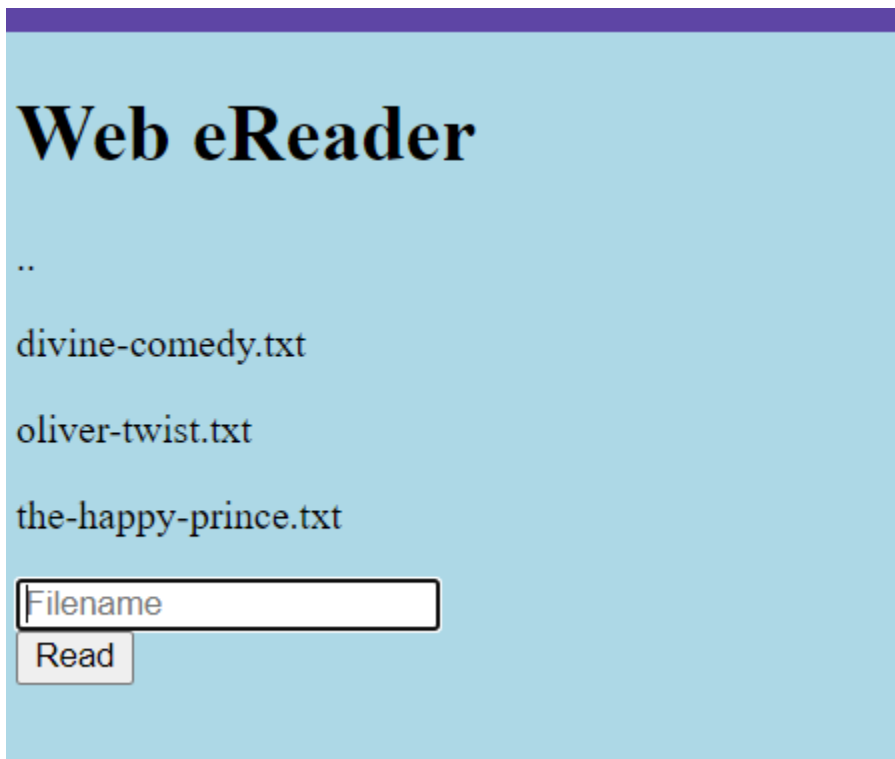 Web eReader
..
divine-comedy.txt
oliver-twist.txt
the-happy-prince.txt
Filename
Read